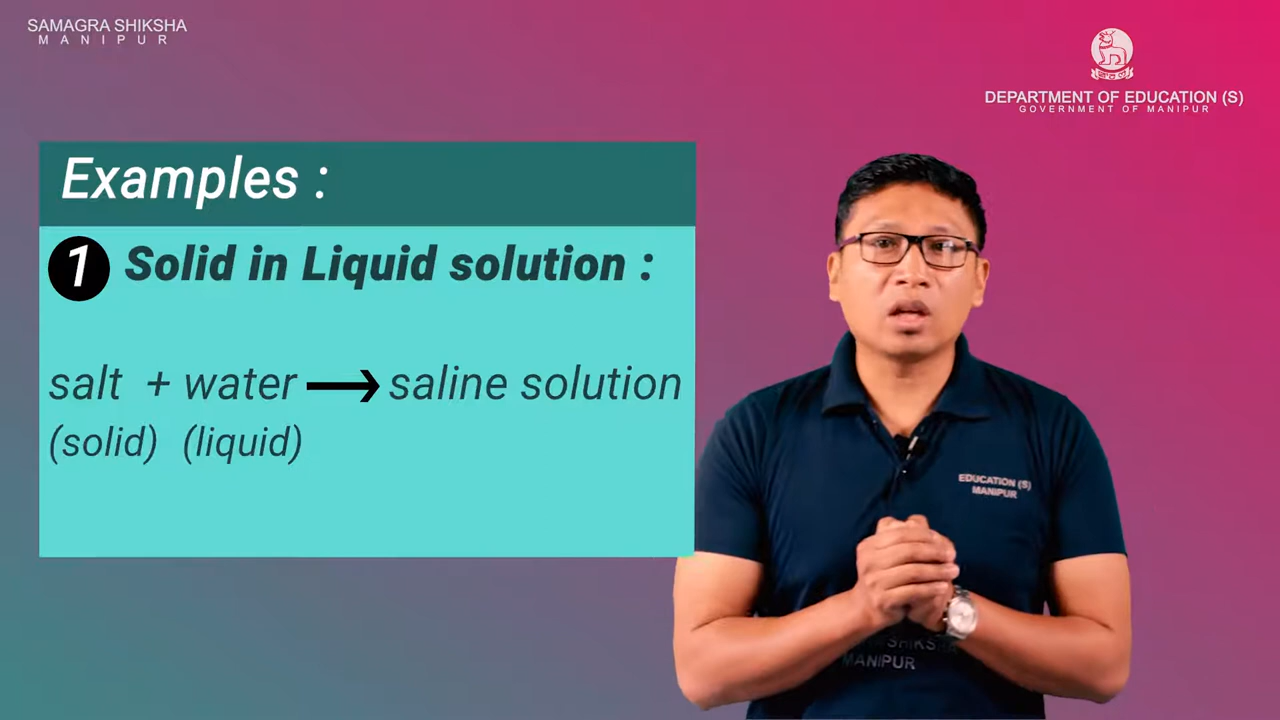 SAMAGRA SHIKSHA
MANIPUR
DEPARTMENT OF EDUCATION (S)
GOVERNMENT OF MANIPUR
Examples :
1 Solid in Liquid solution :
salt + water → saline solution
(solid) (liquid)
EDUCATION (S)
MANIPUR
SHIKSHA
MANIPUR